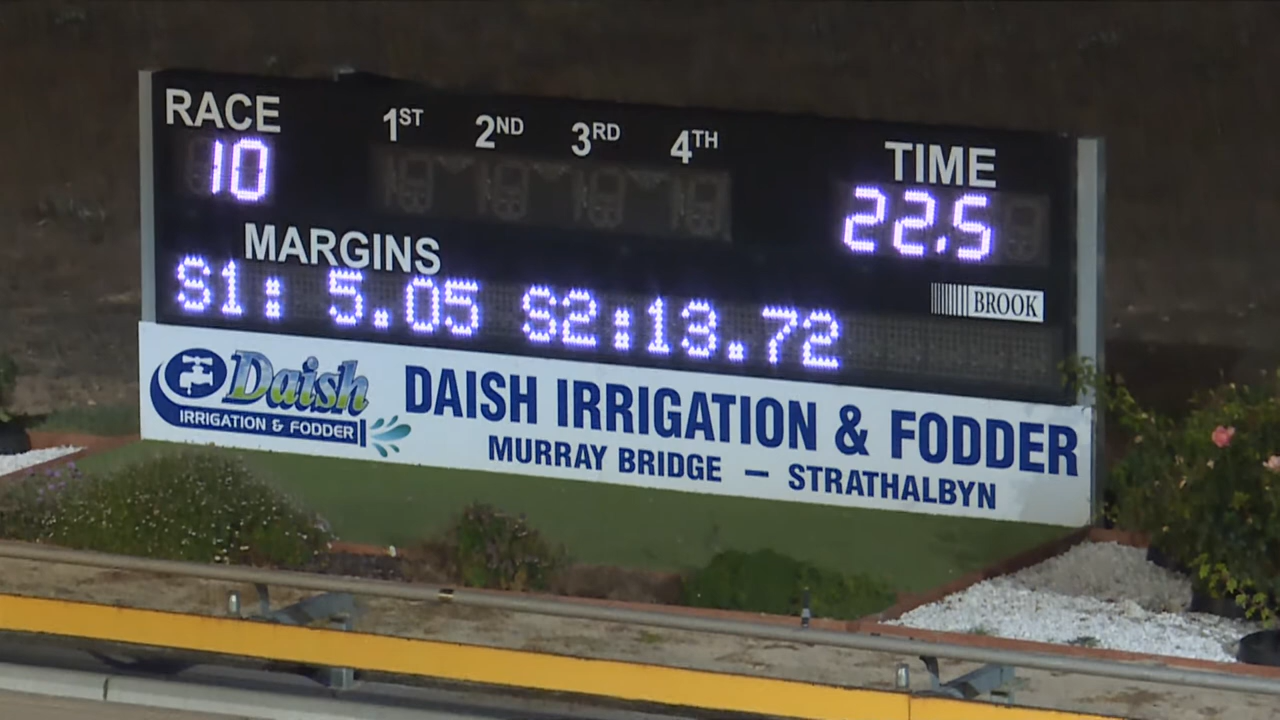 RACE 1ST 2ND 3RD 4TH TIME
10 22.5
MARGINS
S1: 5.05 S2:13.72
BROOK
Daish
IRRIGATION & FODDER
DAISH IRRIGATION & FODDER
MURRAY BRIDGE – STRATHALBYN